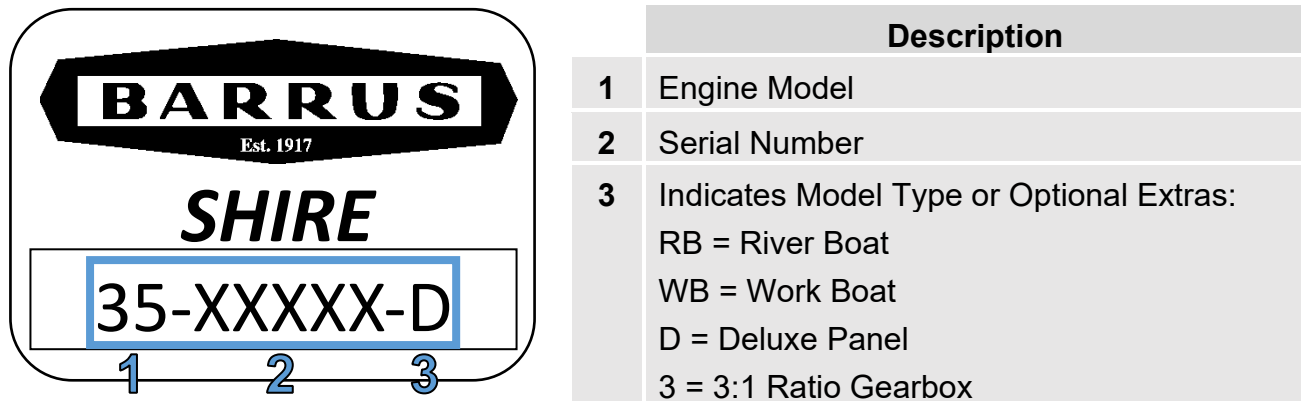 BARRUS
Est. 1917
SHIRE
35-XXXXX-D
1 2 3
Description
1 Engine Model
2 Serial Number
3 Indicates Model Type or Optional Extras:
RB = River Boat
WB = Work Boat
D = Deluxe Panel
3 = 3:1 Ratio Gearbox